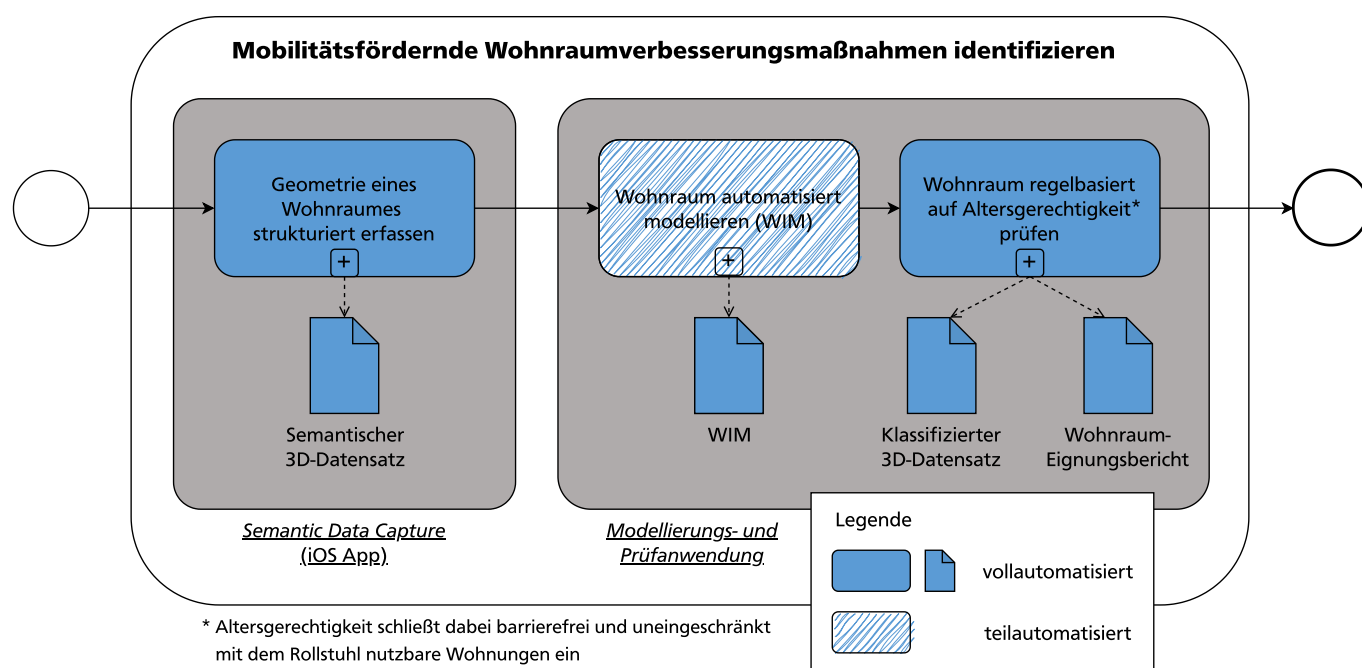 Mobilitätsfördernde Wohnraumverbesserungsmaßnahmen identifizieren
Geometrie eines
Wohnraumes
strukturiert erfassen
+
Semantischer
3D-Datensatz
Semantic Data Capture
(iOS App)
Wohnraum automatisiert
modellieren (WIM)
+
WIM
Wohnraum regelbasiert
auf Altersgerechtigkeit*
prüfen
+
Klassifizierter
3D-Datensatz
Wohnraum-
Eignungsbericht
Modellierungs- und
Prüfanwendung
Legende
vollautomatisiert
teilautomatisiert
* Altersgerechtigkeit schließt dabei barrierefrei und uneingeschränkt
mit dem Rollstuhl nutzbare Wohnungen ein